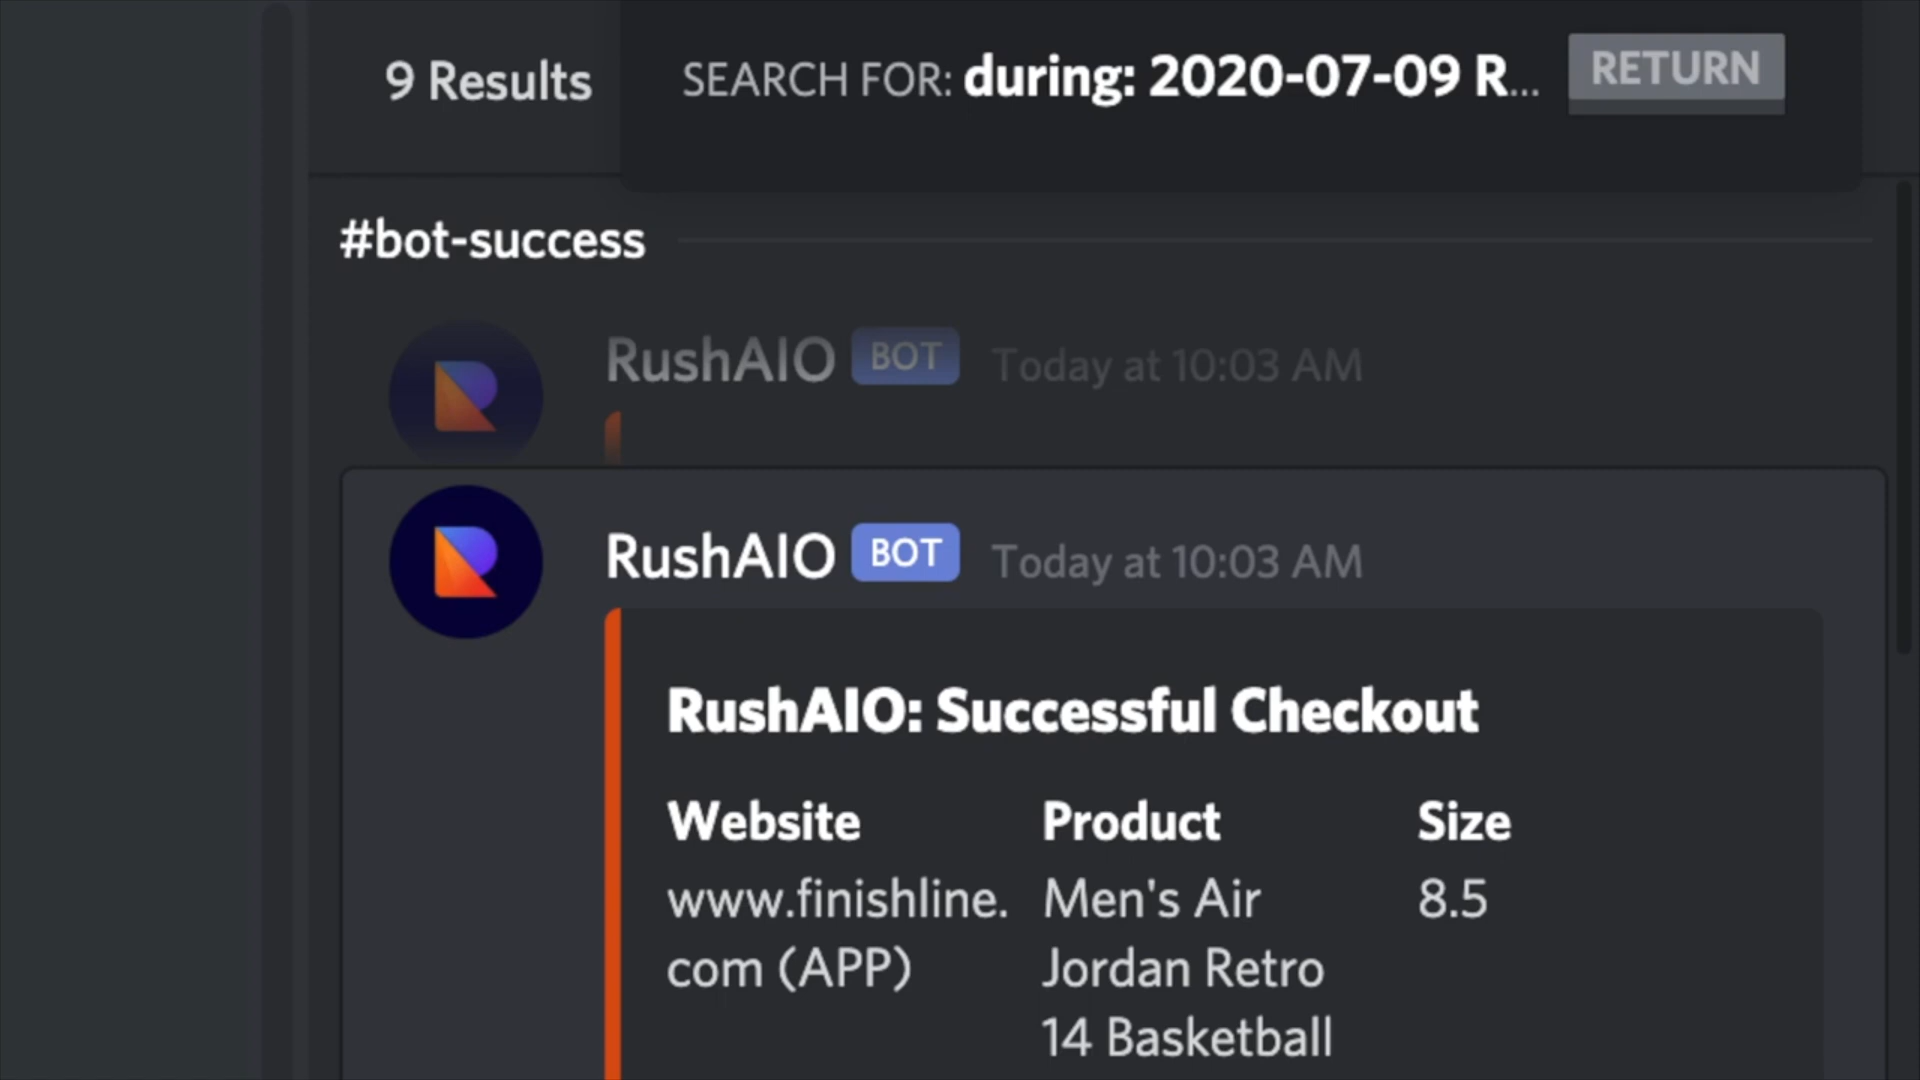 9 Results
SEARCH FOR: during: 2020-07-09 R...
RETURN
#bot-success
RushAIO BOT Today at 10:03 AM
RushAIO BOT Today at 10:03 AM
RushAIO: Successful Checkout
Website Product Size
www.finishline. Men's Air 8.5
com (APP) Jordan Retro
14 Basketball